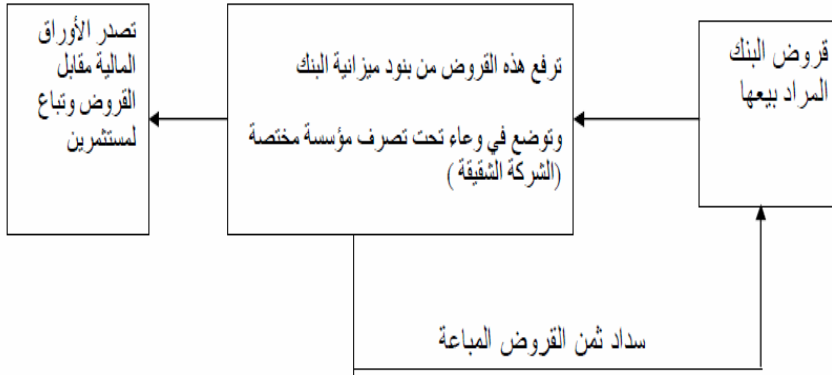 قروض البنك
المراد بيعها
ترفع هذه القروض من بنود ميزانية البنك
وتوضع في وعاء تحت تصرف مؤسسة مختصة
(الشركة الشقيقة )
تصدر الأوراق
المالية مقابل
القروض وتباع
لمستثمرين
سداد ثمن القروض المباعة